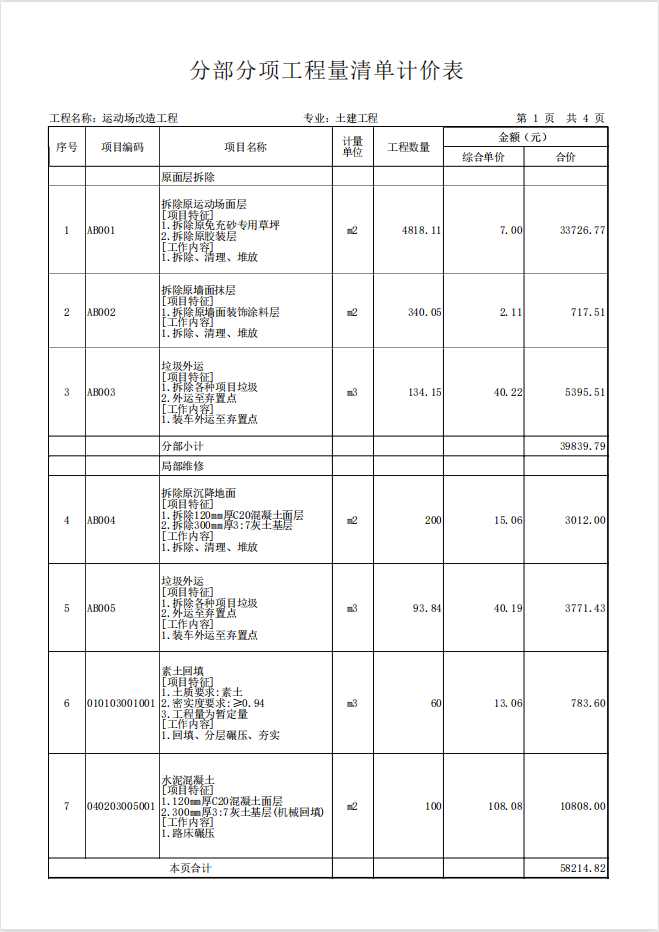 分部分项工程量清单计价表
工程名称：运动场改造工程 专业：土建工程 第 1 页 共 4 页
序号 项目编码 项目名称 计量单位 工程数量 金额（元）
综合单价 合价
原面层拆除
拆除原运动场面层
[项目特征]
1.拆除原免充砂专用草坪
1 AB001 m2 4818.11 7.00 33726.77
2.拆除原胶装层
[工作内容]
1.拆除、清理、堆放
拆除原墙面抹层
[项目特征]
2 AB002 1.拆除原墙面装饰涂料层 m2 340.05 2.11 717.51
[工作内容]
1.拆除、清理、堆放
垃圾外运
[项目特征]
1.拆除各种项目垃圾
3 AB003 m3 134.15 40.22 5395.51
2.外运至弃置点
[工作内容]
1.装车外运至弃置点
分部小计 39839.79
局部维修
拆除原沉降地面
[项目特征]
1.拆除120mm厚C20混凝土面层
4 AB004 m2 200 15.06 3012.00
2.拆除300mm厚3:7灰土基层
[工作内容]
1.拆除、清理、堆放
垃圾外运
[项目特征]
1.拆除各种项目垃圾
5 AB005 m3 93.84 40.19 3771.43
2.外运至弃置点
[工作内容]
1.装车外运至弃置点
素土回填
[项目特征]
1.土质要求:素土
6 010103001001 2.密实度要求:≥0.94 m3 60 13.06 783.60
3.工程量为暂定量
[工作内容]
1.回填、分层碾压、夯实
水泥混凝土
[项目特征]
1.120mm厚C20混凝土面层
7 040203005001 m2 100 108.08 10808.00
2.300mm厚3:7灰土基层(机械回填)
[工作内容]
1.路床碾压
本页合计 58214.82